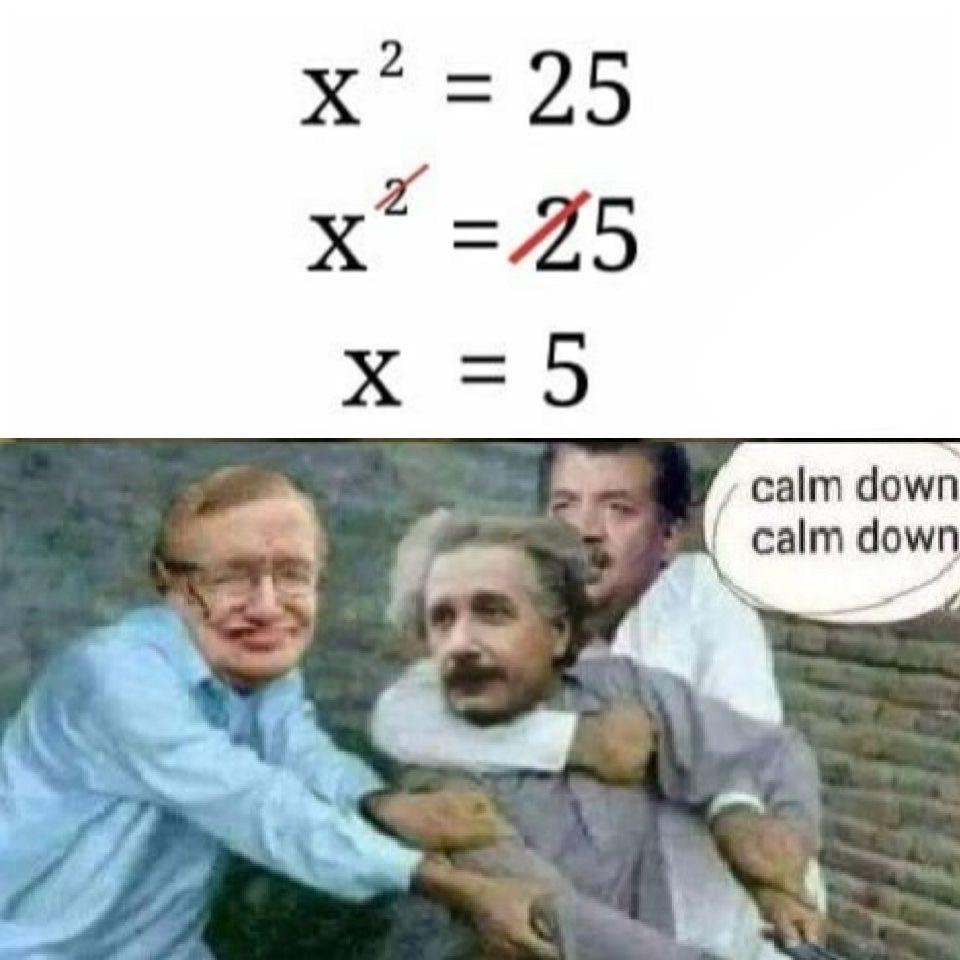 x² = 25
x² = 25
x = 5
calm down
calm down